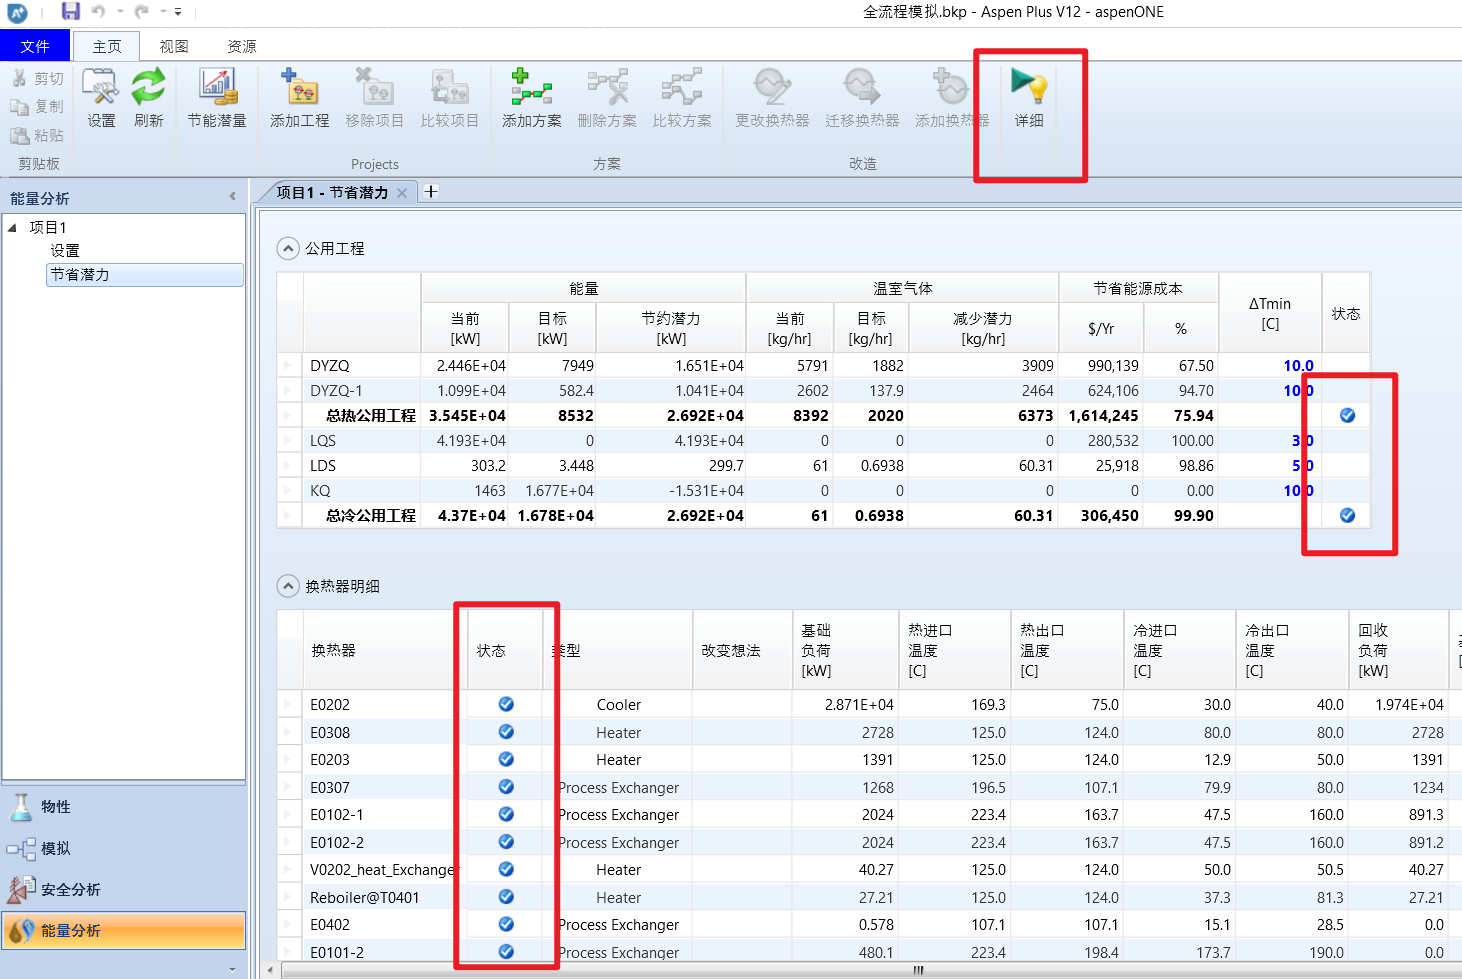 全流程模拟.bkp - Aspen Plus V12 - aspenONE
文件 主页 视图 资源
剪切
复制
粘贴
设置 刷新 节能潜量 添加工程 移除项目 比较项目 添加方案 删除方案 比较方案 更改换热器 迁移换热器 添加换热器 详细
剪贴板 Projects 方案 改造
能量分析
项目1
设置
节省潜力
物性
模拟
安全分析
能量分析
项目1 - 节省潜力
公用工程
能量 温室气体 节省能源成本 ΔTmin [C] 状态
当前 [kW] 目标 [kW] 节约潜力 [kW] 当前 [kg/hr] 目标 [kg/hr] 减少潜力 [kg/hr] $/Yr %
DYZQ 2.446E+04 7949 1.651E+04 5791 1882 3909 990,139 67.50 10.0
DYZQ-1 1.099E+04 582.4 1.041E+04 2602 137.9 2464 624,106 94.70 10.0
总热公用工程 3.545E+04 8532 2.692E+04 8392 2020 6373 1,614,245 75.94
LQS 4.193E+04 0 4.193E+04 0 0 0 280,532 100.00 3.0
LDS 303.2 3.448 299.7 61 0.6938 60.31 25,918 98.86 5.0
KQ 1463 1.677E+04 -1.531E+04 0 0 0 0 0.00 10.0
总冷公用工程 4.37E+04 1.678E+04 2.692E+04 61 0.6938 60.31 306,450 99.90
换热器明细
换热器 状态 类型 改变想法 基础负荷 [kW] 热进口温度 [C] 热出口温度 [C] 冷进口温度 [C] 冷出口温度 [C] 回收负荷 [kW]
E0202 Cooler 2.871E+04 169.3 75.0 30.0 40.0 1.974E+04
E0308 Heater 2728 125.0 124.0 80.0 80.0 2728
E0203 Heater 1391 125.0 124.0 12.9 50.0 1391
E0307 Process Exchanger 1268 196.5 107.1 79.9 80.0 1234
E0102-1 Process Exchanger 2024 223.4 163.7 47.5 160.0 891.3
E0102-2 Process Exchanger 2024 223.4 163.7 47.5 160.0 891.2
V0202_heat_Exchanger Heater 40.27 125.0 124.0 50.0 50.5 40.27
Reboiler@T0401 Heater 27.21 125.0 124.0 37.3 81.3 27.21
E0402 Process Exchanger 0.578 107.1 107.1 15.1 28.5 0.0
E0101-2 Process Exchanger 480.1 223.4 198.4 173.7 190.0 0.0